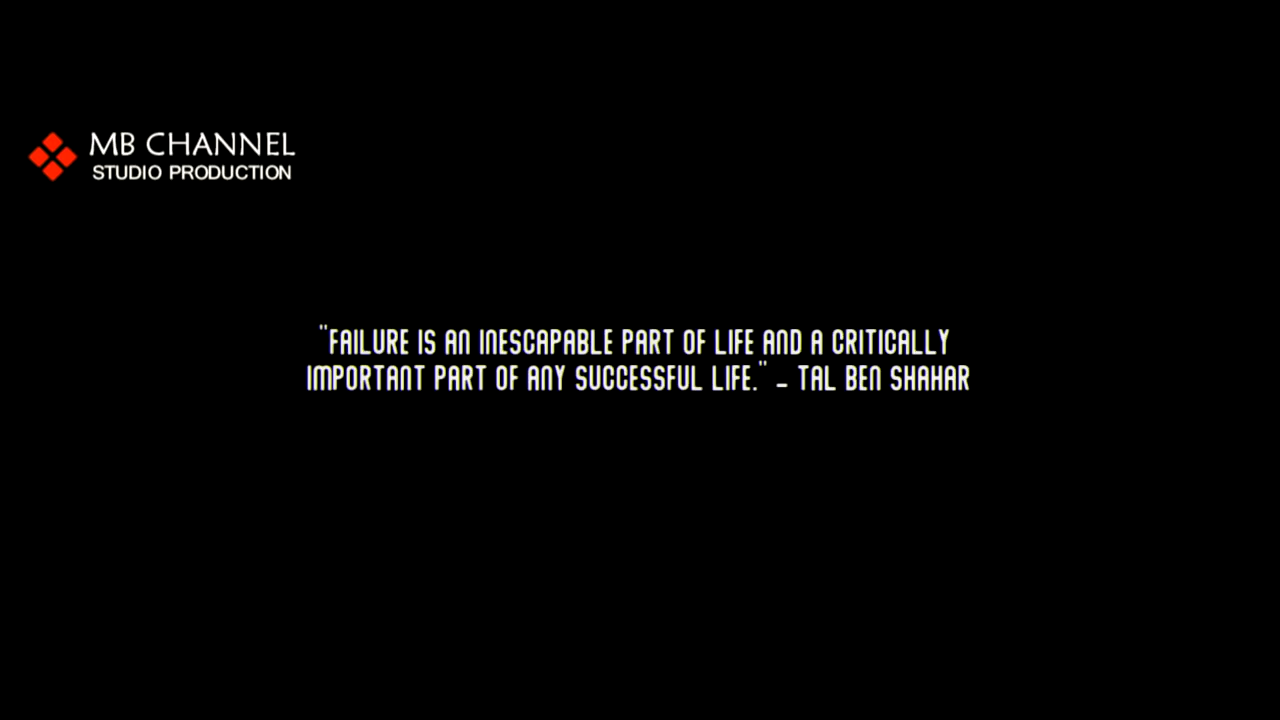 MB CHANNEL
STUDIO PRODUCTION
"FAILURE IS AN INESCAPABLE PART OF LIFE AND A CRITICALLY
IMPORTANT PART OF ANY SUCCESSFUL LIFE." – TAL BEN SHAHAR